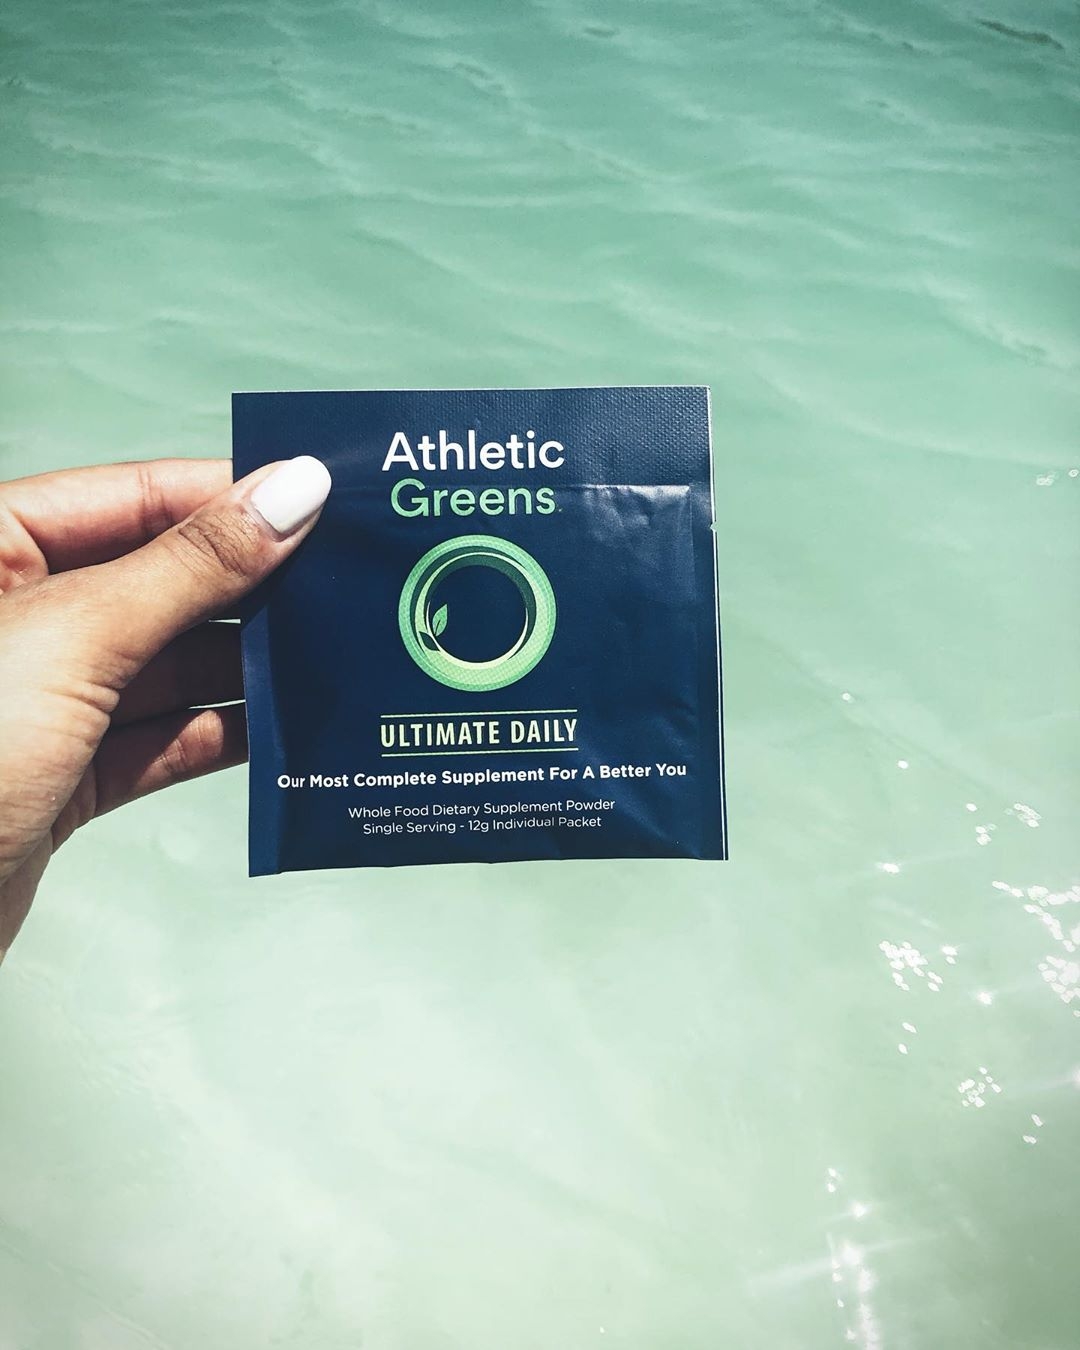 Athletic
Greens
ULTIMATE DAILY
Our Most Complete Supplement For A Better You
Whole Food Dietary Supplement Powder
Single Serving - 12g Individual Packet